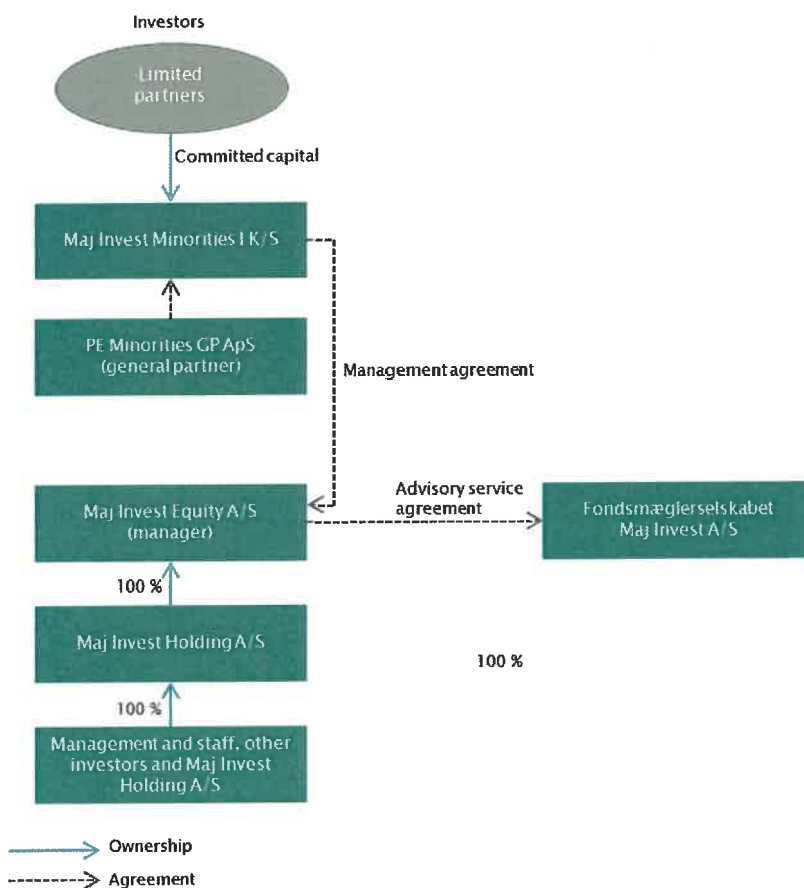 Investors
Limited
partners
Committed capital
Maj Invest Minorities I K/S
PE Minorities GP ApS
(general partner)
Management agreement
Maj Invest Equity A/S
(manager)
Advisory service
agreement
Fondsmæglerselskabet
Maj Invest A/S
100 %
Maj Invest Holding A/S
100 %
100 %
Management and staff, other
investors and Maj Invest
Holding A/S
Ownership
Agreement